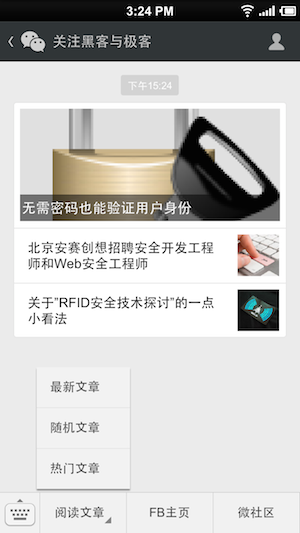 3:24 PM
关注黑客与极客
下午15:24
无需密码也能验证用户身份
北京安赛创想招聘安全开发工程
师和Web安全工程师
关于"RFID安全技术探讨"的一点
小看法
最新文章
随机文章
热门文章
阅读文章
FB主页
微社区